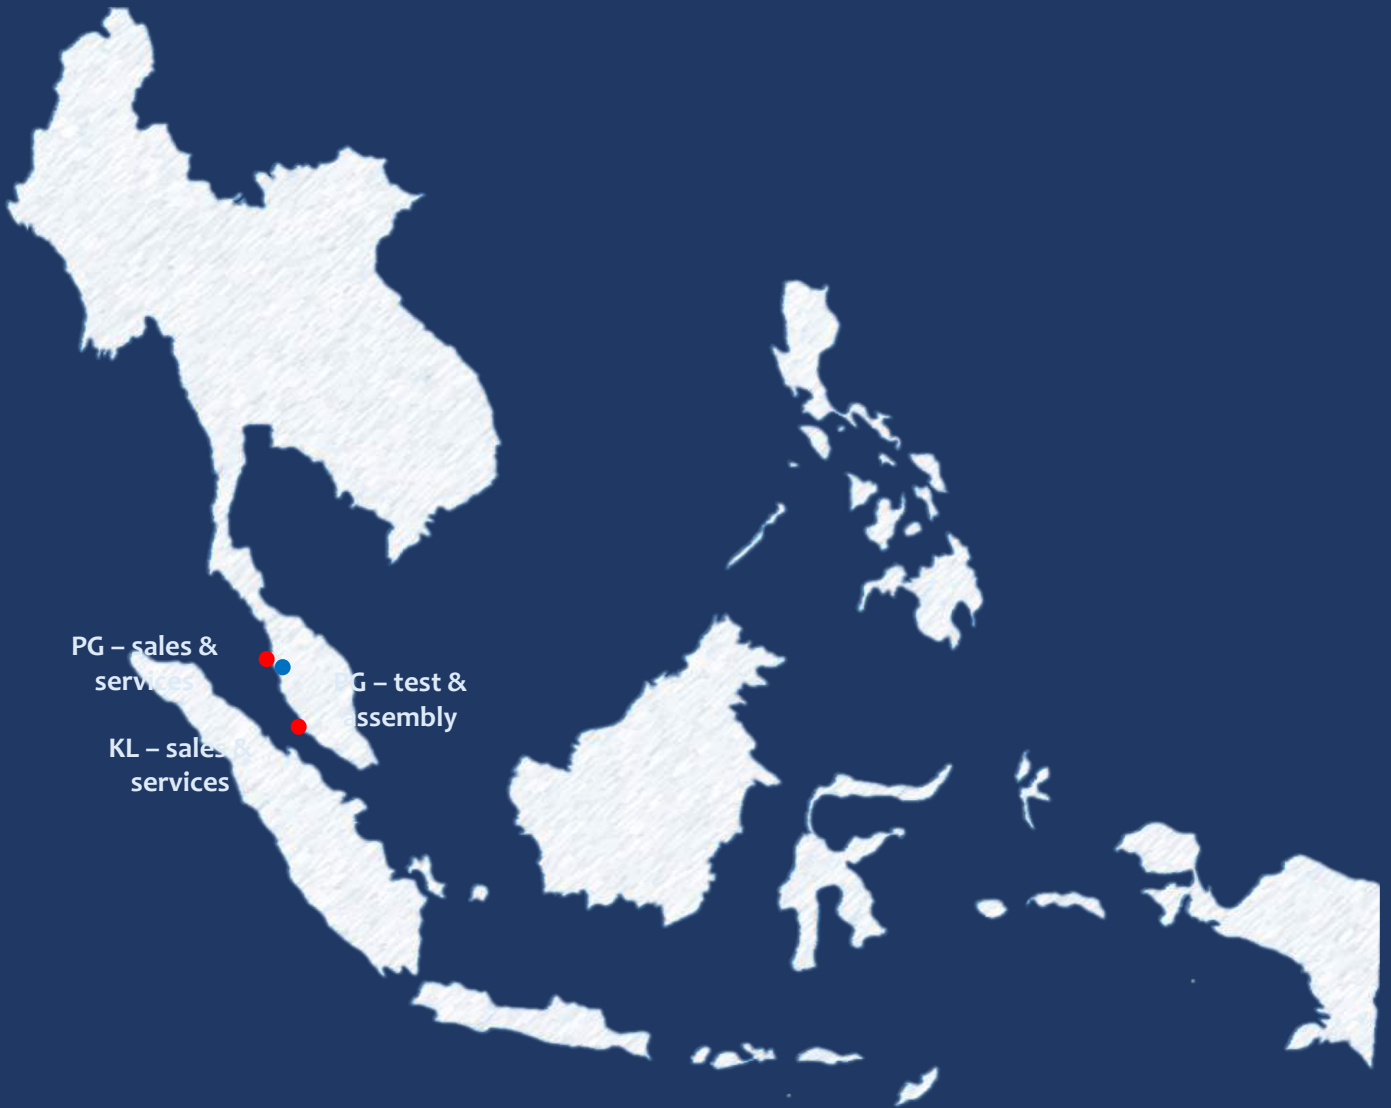 PG – sales &
services
PG – test &
assembly
KL – sales &
services